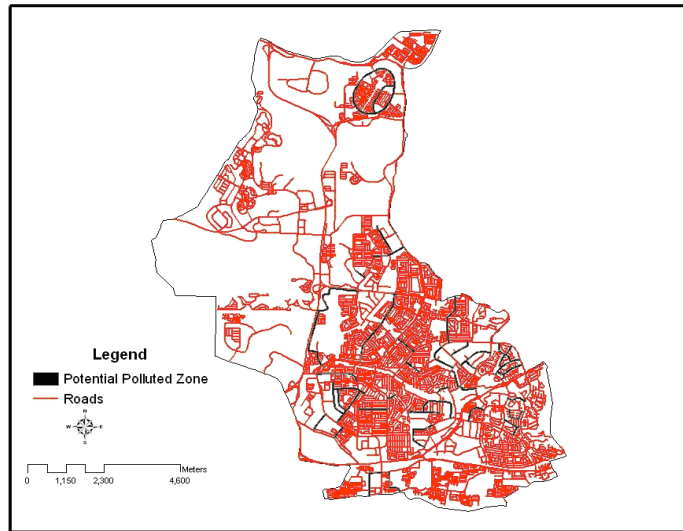 Legend
Potential Polluted Zone
Roads
N
W E
S
Meters
0 1,150 2,300 4,600